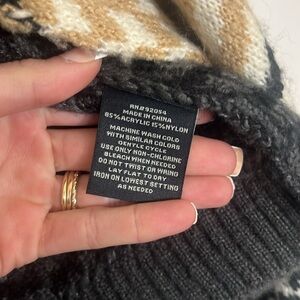 RN#92054
MADE IN CHINA
85% ACRYLIC 15% NYLON
MACHINE WASH COLD
WITH SIMILAR COLORS
GENTLE CYCLE
USE ONLY NON-CHLORINE
BLEACH WHEN NEEDED
DO NOT TWIST OR WRING
LAY FLAT TO DRY
IRON ON LOWEST SETTING
AS NEEDED